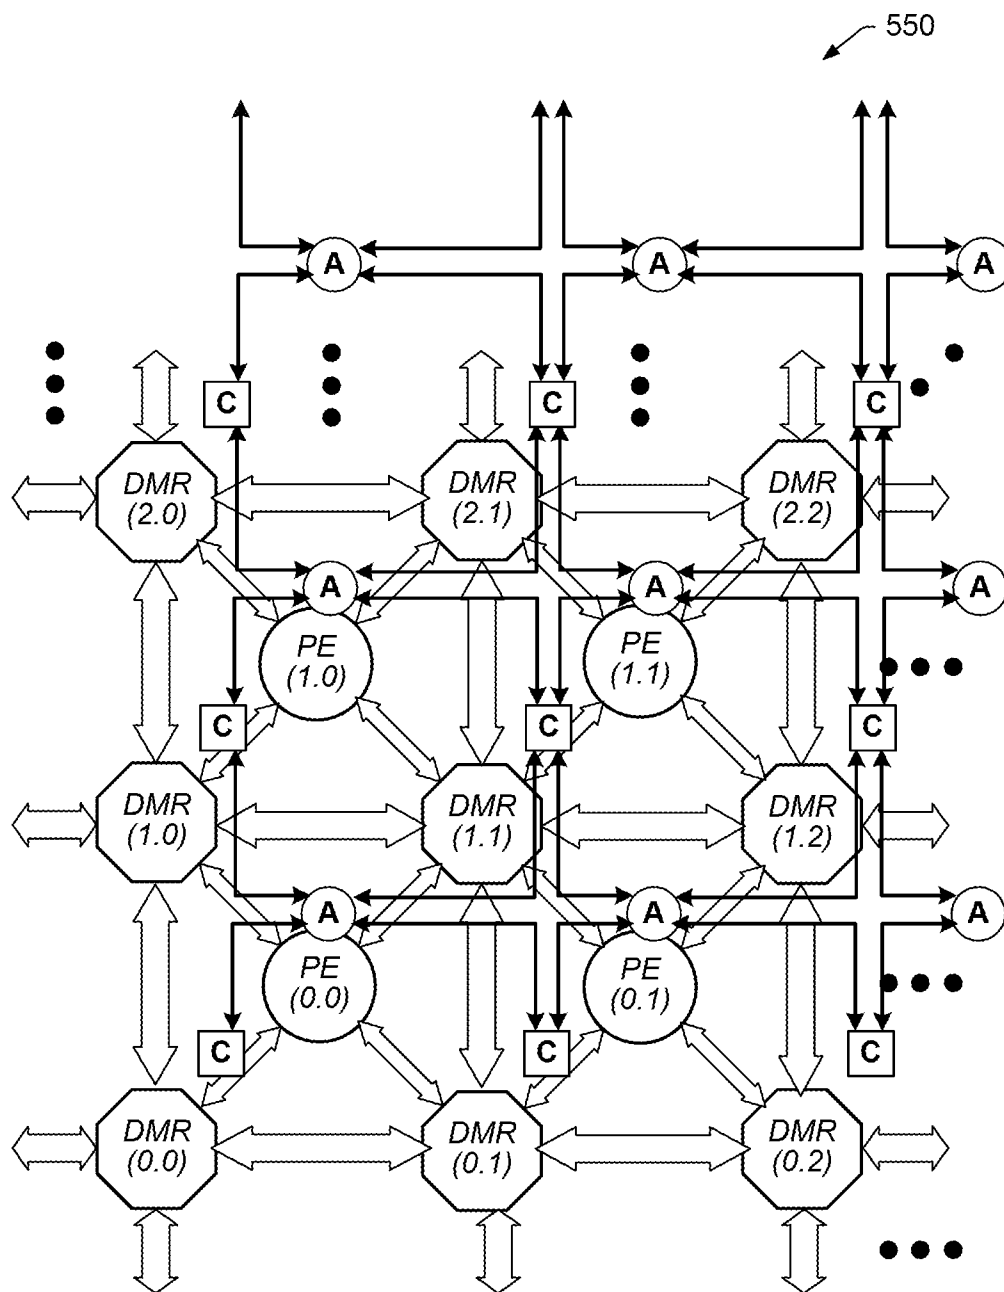 550
A A A
C C C
DMR DMR DMR
(2.0) (2.1) (2.2)
A A A
PE PE
(1.0) (1.1)
C C C
DMR DMR DMR
(1.0) (1.1) (1.2)
A A A
PE PE
(0.0) (0.1)
C C C
DMR DMR DMR
(0.0) (0.1) (0.2)